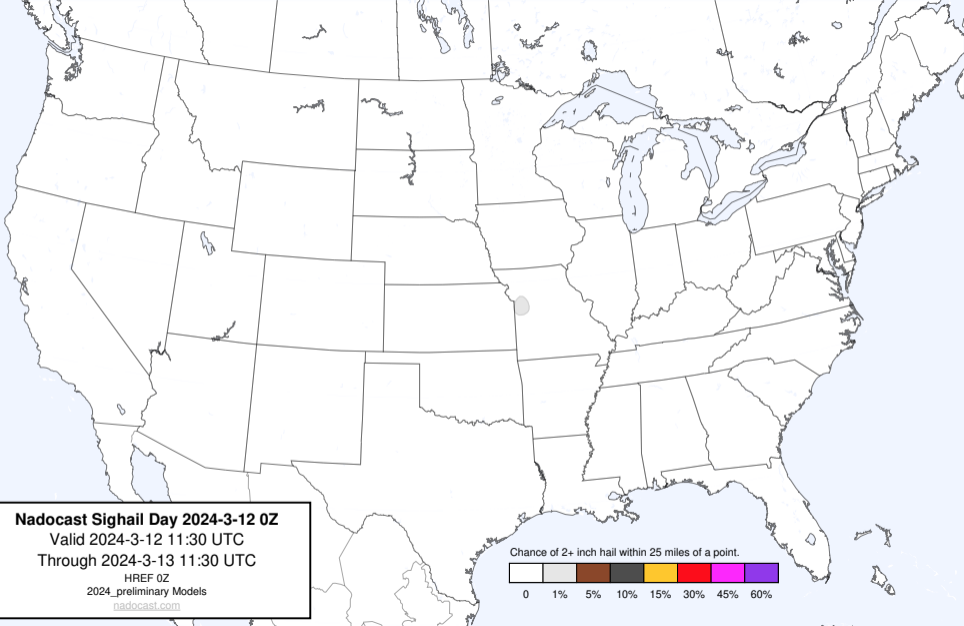 Nadocast Sighail Day 2024-3-12 0Z
Valid 2024-3-12 11:30 UTC
Through 2024-3-13 11:30 UTC
HREF 0Z
2024_preliminary Models
nadocast.com
Chance of 2+ inch hail within 25 miles of a point.
0 1% 5% 10% 15% 30% 45% 60%